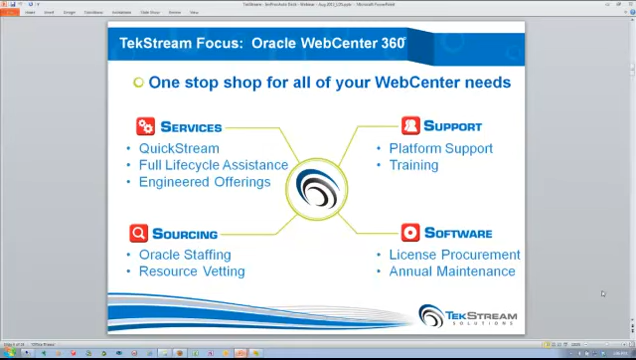 TekStream Focus: Oracle WebCenter 360°
One stop shop for all of your WebCenter needs
SERVICES
• QuickStream
• Full Lifecycle Assistance
• Engineered Offerings
SUPPORT
• Platform Support
• Training
SOURCING
• Oracle Staffing
• Resource Vetting
SOFTWARE
• License Procurement
• Annual Maintenance
TEKSTREAM
SOLUTIONS